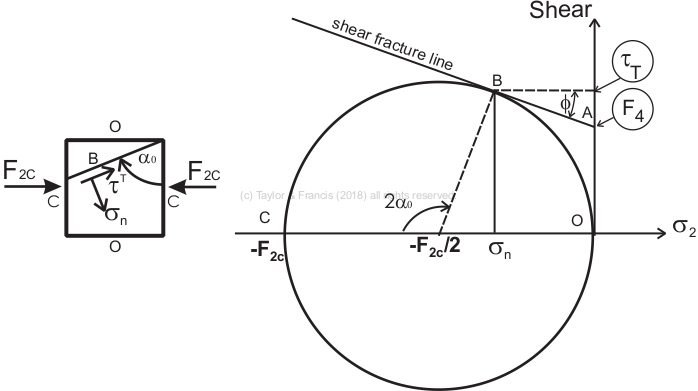 Shear
shear fracture line
τT
B
ϕ
A
F4
O
F2C
B
α0
F2C
τT
C
C
σn
O
(c) Taylor & Francis (2018) all rights reserved
2α0
C
O
σ2
-F2c
-F2c/2
σn